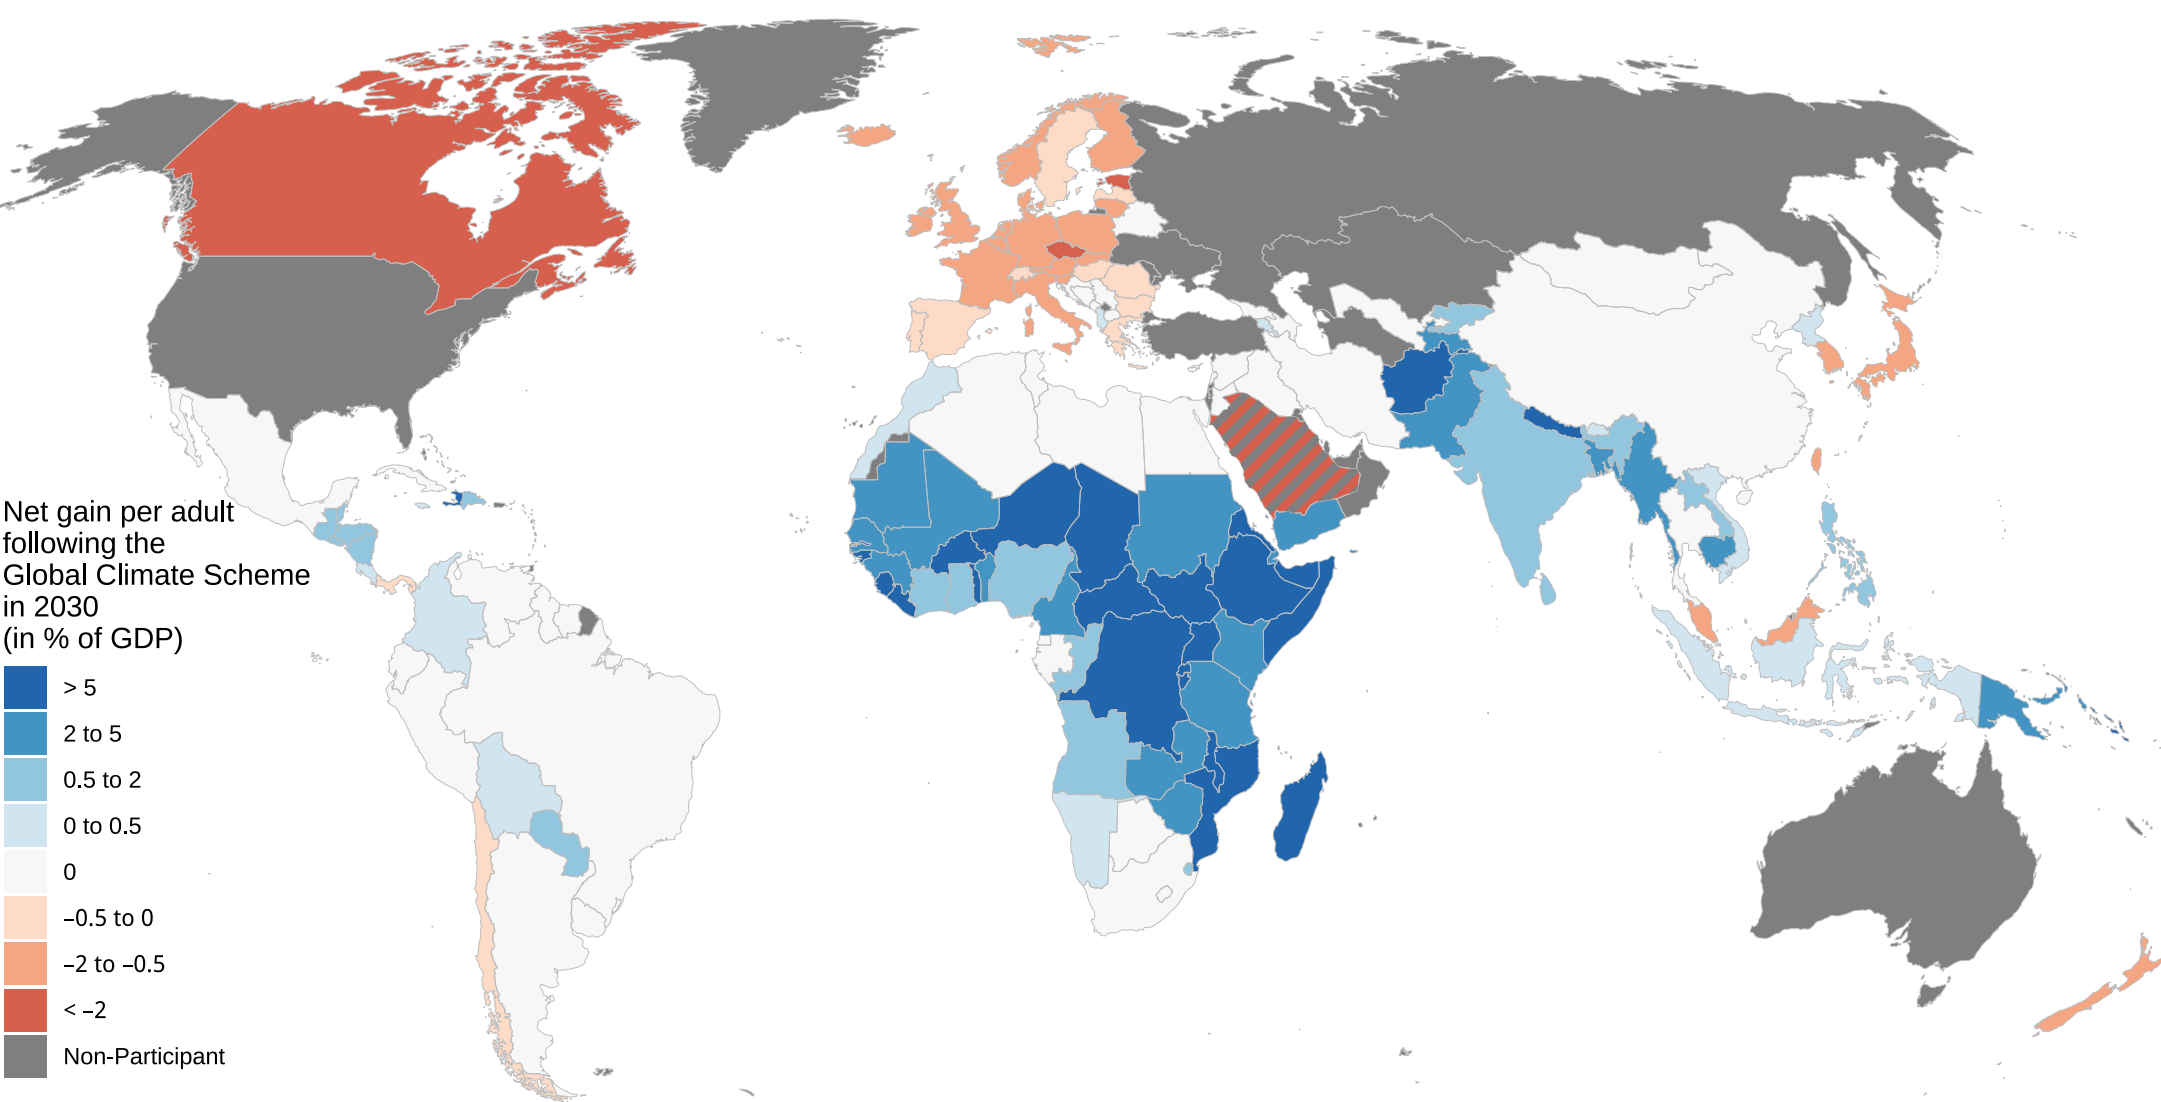 Net gain per adult
following the
Global Climate Scheme
in 2030
(in % of GDP)
> 5
2 to 5
0.5 to 2
0 to 0.5
0
–0.5 to 0
–2 to –0.5
< –2
Non-Participant